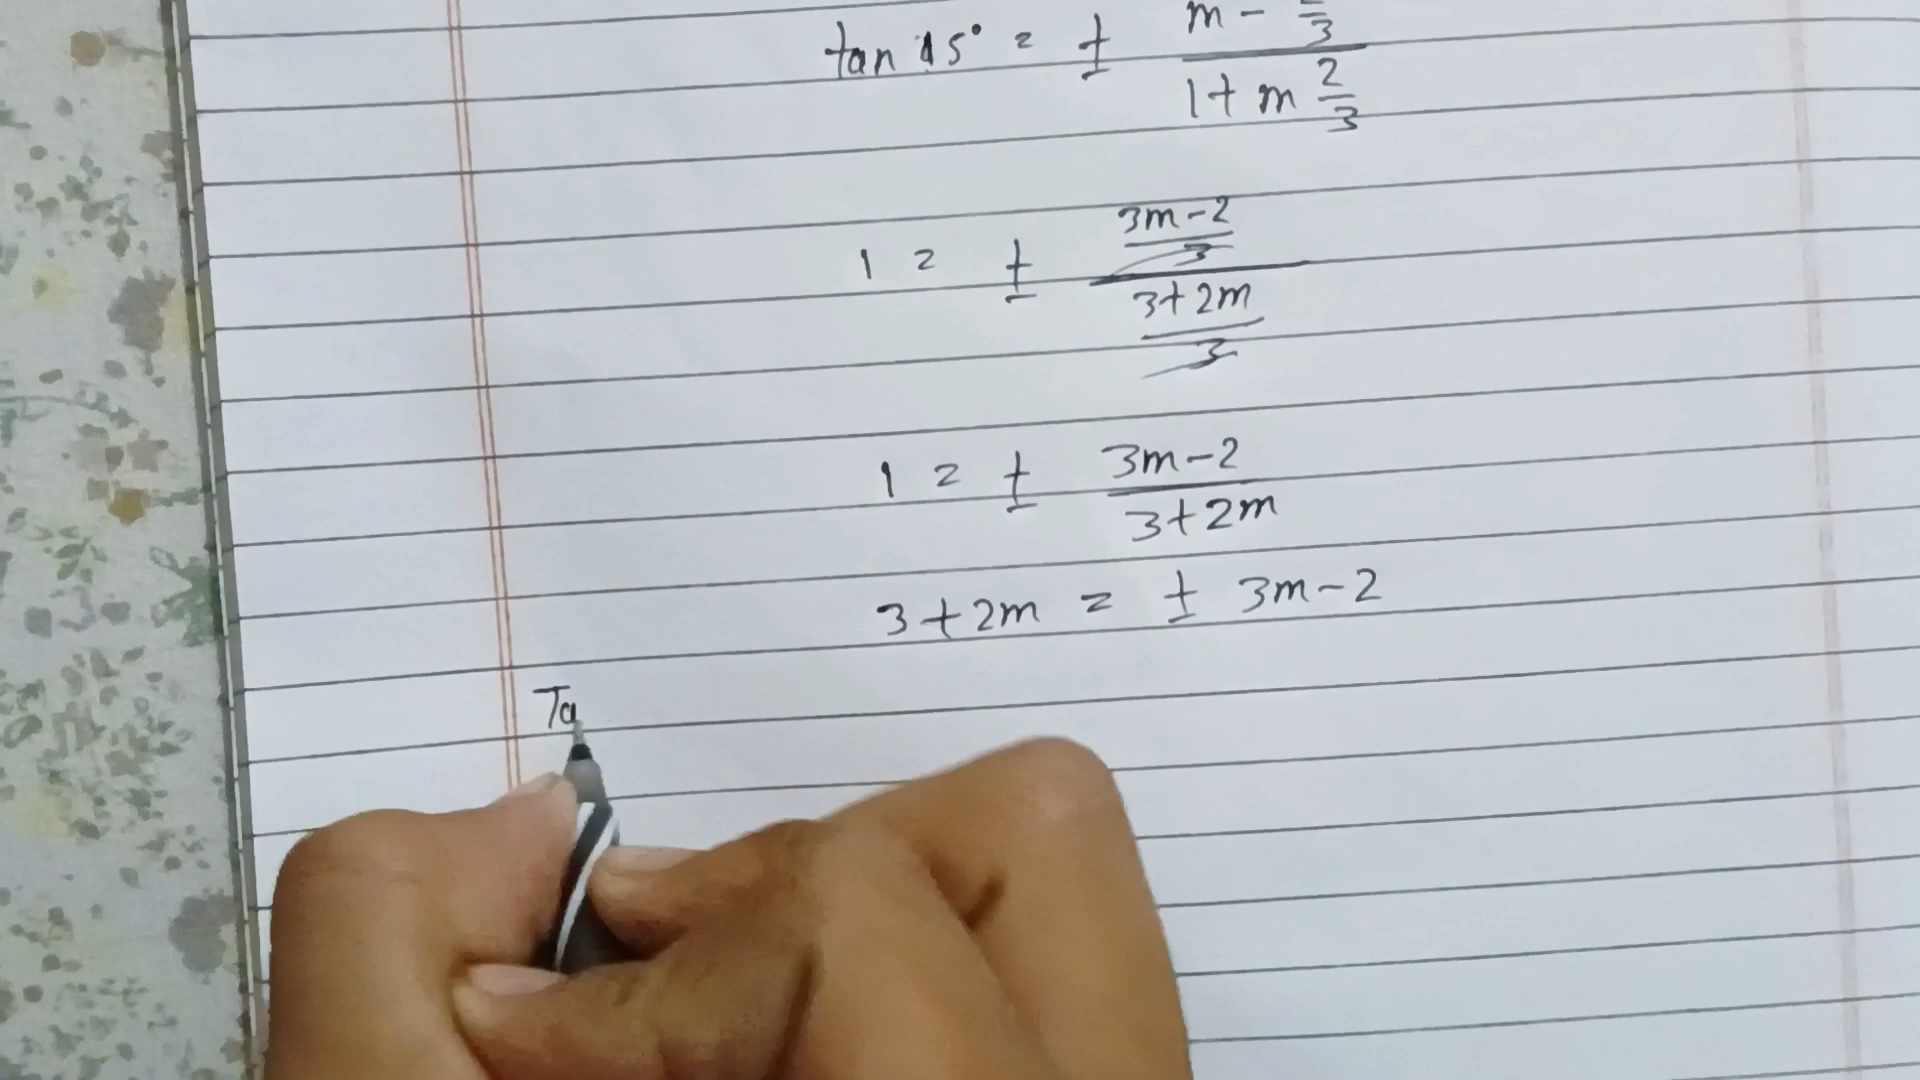 tan 45° = ± (m - 2/3)/(1 + m 2/3)
1 = ± ((3m-2)/3)/((3+2m)/3)
1 = ± (3m-2)/(3+2m)
3+2m = ± 3m-2
Ta